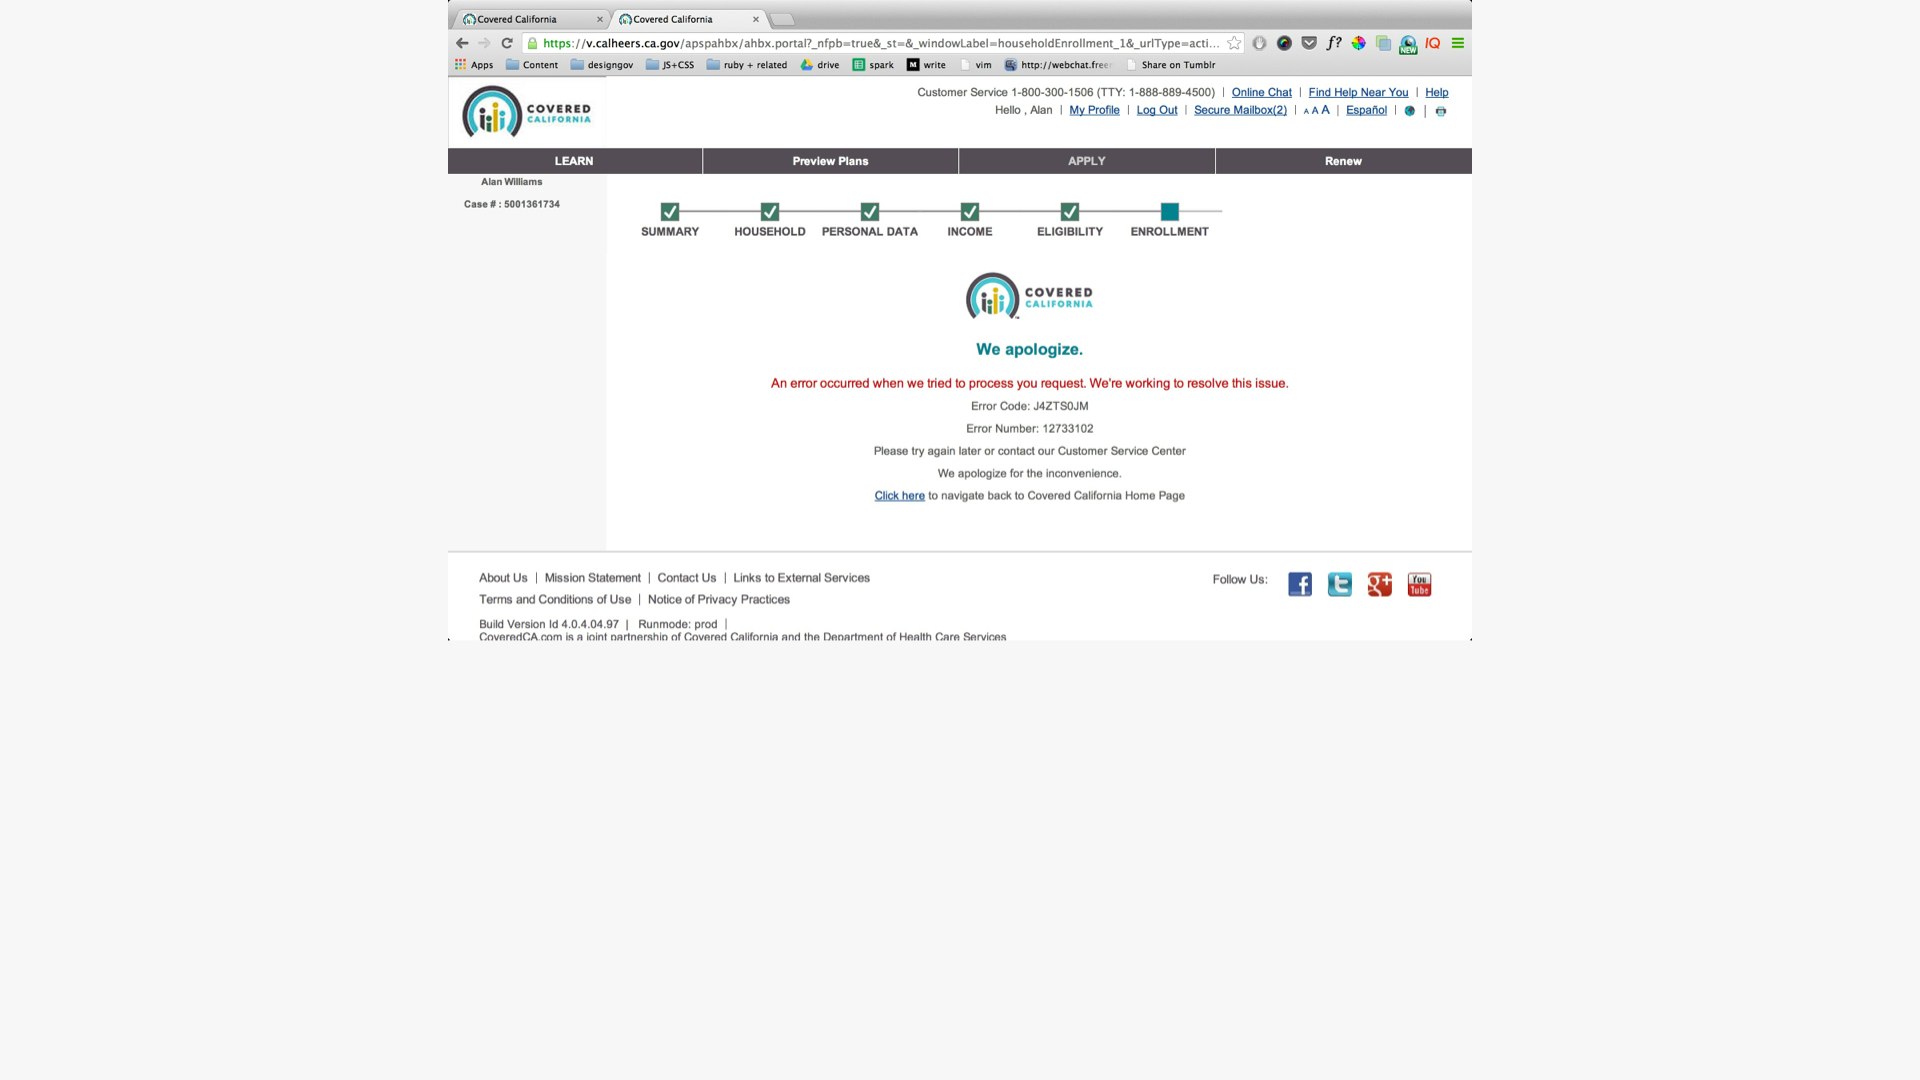 Covered California
Covered California
https://v.calheers.ca.gov/apspahbx/ahbx.portal?_nfpb=true&_st=&_windowLabel=householdEnrollment_1&_urlType=acti...
f?
NEW
IQ
Apps
Content
designgov
JS+CSS
ruby + related
drive
spark
M write
vim
http://webchat.free
Share on Tumblr
COVERED
CALIFORNIA
Customer Service 1-800-300-1506 (TTY: 1-888-889-4500) | Online Chat | Find Help Near You | Help
Hello , Alan | My Profile | Log Out | Secure Mailbox(2) | A A A | Español | |
LEARN
Preview Plans
APPLY
Renew
Alan Williams
Case # : 5001361734
SUMMARY
HOUSEHOLD
PERSONAL DATA
INCOME
ELIGIBILITY
ENROLLMENT
COVERED
CALIFORNIA
We apologize.
An error occurred when we tried to process you request. We're working to resolve this issue.
Error Code: J4ZTS0JM
Error Number: 12733102
Please try again later or contact our Customer Service Center
We apologize for the inconvenience.
Click here to navigate back to Covered California Home Page
About Us | Mission Statement | Contact Us | Links to External Services
Terms and Conditions of Use | Notice of Privacy Practices
Follow Us:
f
t
g+
You
Tube
Build Version Id 4.0.4.04.97 | Runmode: prod |
CoveredCA.com is a joint partnership of Covered California and the Department of Health Care Services